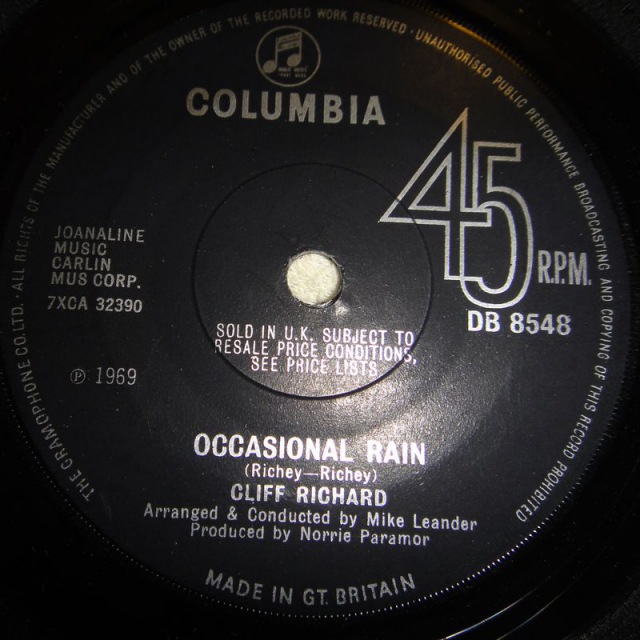 THE GRAMOPHONE CO. LTD. · ALL RIGHTS OF THE MANUFACTURER AND OF THE OWNER OF THE RECORDED WORK RESERVED · UNAUTHORISED PUBLIC PERFORMANCE BROADCASTING AND COPYING OF THIS RECORD PROHIBITED
COLUMBIA
45 R.P.M.
DB 8548
JOANALINE
MUSIC
CARLIN
MUS CORP.
7XCA 32390
SOLD IN U.K. SUBJECT TO
RESALE PRICE CONDITIONS,
SEE PRICE LISTS
℗ 1969
OCCASIONAL RAIN
(Richey—Richey)
CLIFF RICHARD
Arranged & Conducted by Mike Leander
Produced by Norrie Paramor
MADE IN GT. BRITAIN